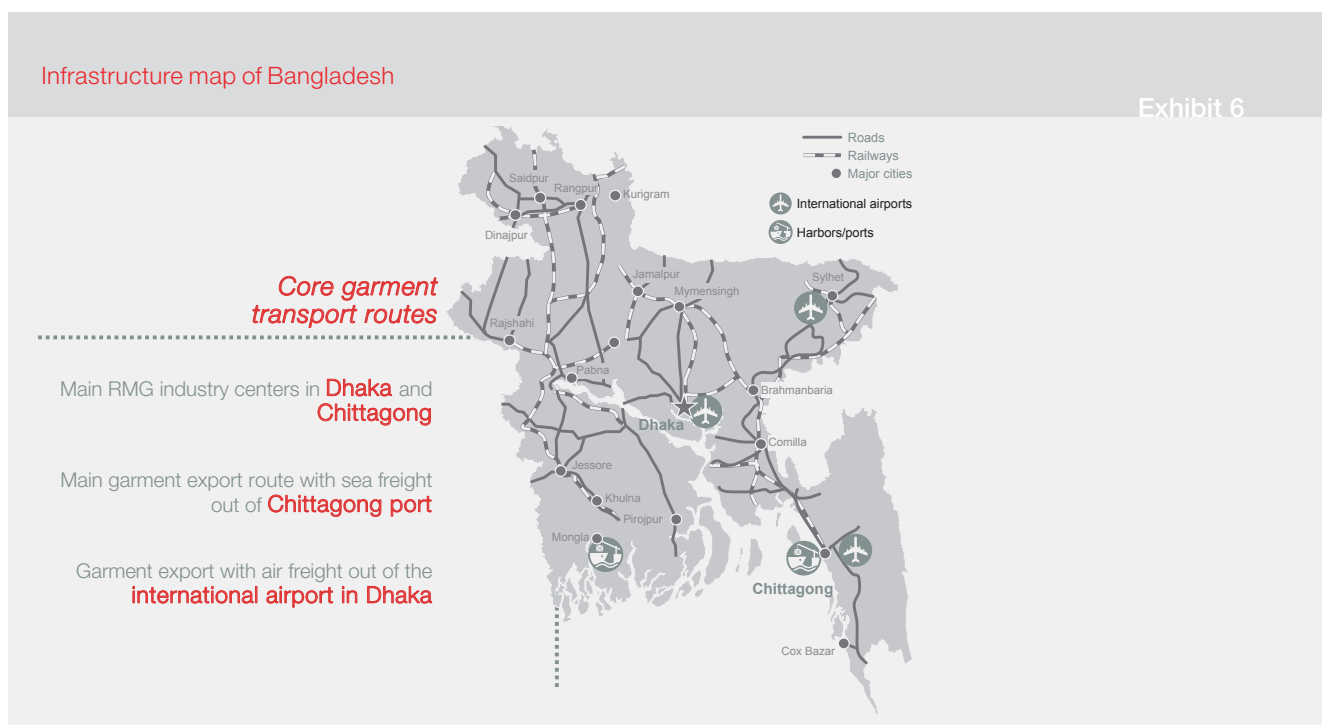 Infrastructure map of Bangladesh
Exhibit 6
Roads
Railways
Major cities
International airports
Harbors/ports
Core garment
transport routes
Main RMG industry centers in Dhaka and
Chittagong
Main garment export route with sea freight
out of Chittagong port
Garment export with air freight out of the
international airport in Dhaka
Saidpur
Rangpur
Kurigram
Dinajpur
Jamalpur
Mymensingh
Sylhet
Rajshahi
Pabna
Brahmanbaria
Dhaka
Comilla
Jessore
Khulna
Pirojpur
Mongla
Chittagong
Cox Bazar